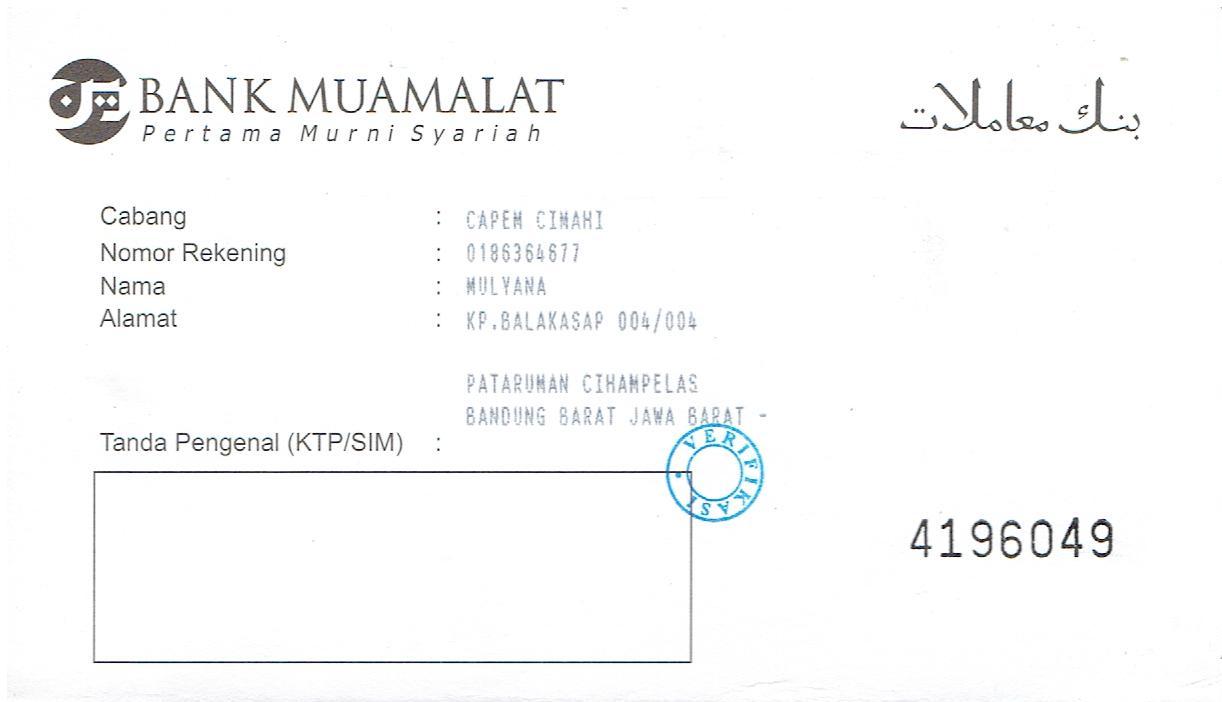 BANK MUAMALAT
Pertama Murni Syariah
بنك معاملات
Cabang : CAPEM CIMAHI
Nomor Rekening : 0186364677
Nama : MULYANA
Alamat : KP.BALAKASAP 004/004
PATARUMAN CIHAMPELAS
BANDUNG BARAT JAWA BARAT -
Tanda Pengenal (KTP/SIM) :
VERIFIKASI
4196049